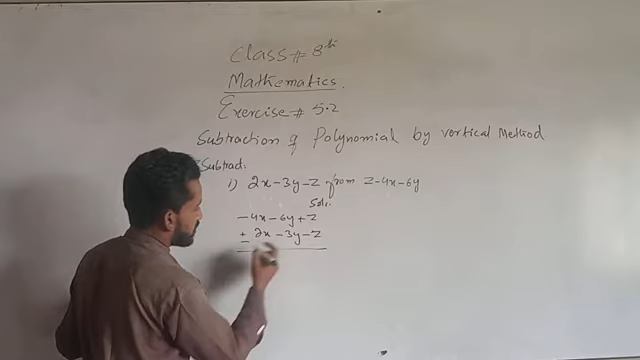 Class # 8th
Mathematics.
Exercise # 5.2
Subtraction of Polynomial by vertical Method
Subtract:
i) 2x-3y-z from z-4x-6y
Sol:
-4x-6y+z
± 2x-3y-z